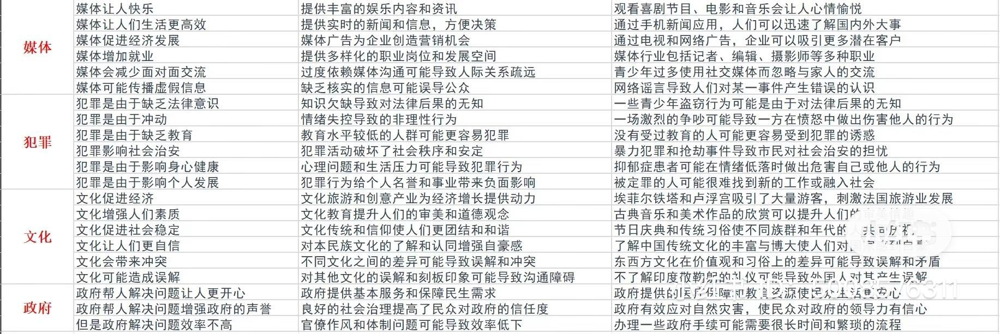 媒体
媒体让人快乐 提供丰富的娱乐内容和资讯 观看喜剧节目、电影和音乐会让人心情愉悦
媒体让人们生活更高效 提供实时的新闻和信息，方便决策 通过手机新闻应用，人们可以迅速了解国内外大事
媒体促进经济发展 媒体广告为企业创造营销机会 通过电视和网络广告，企业可以吸引更多潜在客户
媒体增加就业 提供多样化的职业岗位和发展空间 媒体行业包括记者、编辑、摄影师等多种职业
媒体会减少面对面交流 过度依赖媒体沟通可能导致人际关系疏远 青少年过多使用社交媒体而忽略与家人的交流
媒体可能传播虚假信息 缺乏核实的信息可能误导公众 网络谣言导致人们对某一事件产生错误的认识
犯罪
犯罪是由于缺乏法律意识 知识欠缺导致对法律后果的无知 一些青少年盗窃行为可能是由于对法律后果的无知
犯罪是由于冲动 情绪失控导致的非理性行为 一场激烈的争吵可能导致一方在愤怒中做出伤害他人的行为
犯罪是由于缺乏教育 教育水平较低的人群可能更容易犯罪 没有受过教育的人可能更容易受到犯罪的诱惑
犯罪影响社会治安 犯罪活动破坏了社会秩序和安定 暴力犯罪和抢劫事件导致市民对社会治安的担忧
犯罪是由于影响身心健康 心理问题和生活压力可能导致犯罪行为 抑郁症患者可能在情绪低落时做出危害自己或他人的行为
犯罪是由于影响个人发展 犯罪行为给个人名誉和事业带来负面影响 被定罪的人可能很难找到新的工作或融入社会
文化
文化促进经济 文化旅游和创意产业为经济增长提供动力 埃菲尔铁塔和卢浮宫吸引了大量游客，刺激法国旅游业发展
文化增强人们素质 文化教育提升人们的审美和道德观念 古典音乐和美术作品的欣赏可以提升人们的审美情趣
文化促进社会稳定 文化传统和信仰使人们更团结和和谐 节日庆典和传统习俗使不同族群和年代的人共同庆祝
文化让人们更自信 对本民族文化的了解和认同增强自豪感 了解中国传统文化的丰富与博大使人们对国家感到自豪
文化会带来冲突 不同文化之间的差异可能导致误解和冲突 东西方文化在价值观和习俗上的差异可能导致误解和矛盾
文化可能造成误解 对其他文化的误解和刻板印象可能导致沟通障碍 不了解印度教鞠躬的礼仪可能导致外国人对其产生误解
政府
政府帮人解决问题让人更开心 政府提供基本服务和保障民生需求 政府提供的医疗保障和教育资源使民众生活更安心
政府帮人解决问题增强政府的声誉 良好的社会治理提高了民众对政府的信任度 政府有效应对自然灾害，使民众对政府的领导力有信心
但是政府解决问题效率不高 官僚作风和体制问题可能导致效率低下 办理一些政府手续可能需要很长时间和繁琐的流程